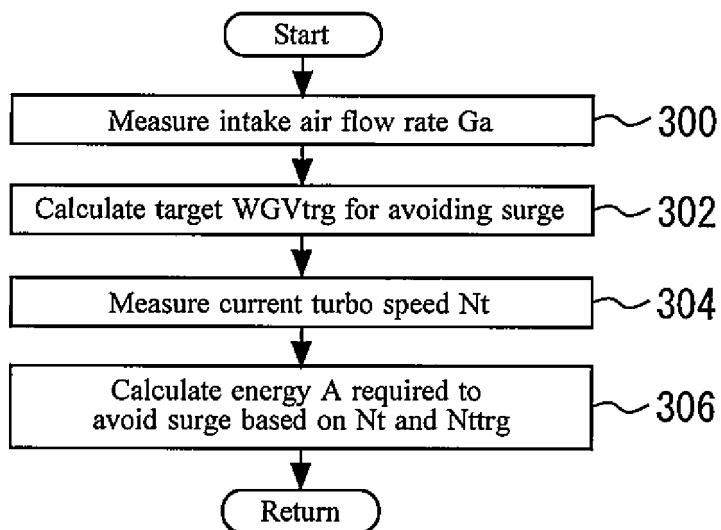 Start
Measure intake air flow rate Ga
300
Calculate target WGVtrg for avoiding surge
302
Measure current turbo speed Nt
304
Calculate energy A required to
avoid surge based on Nt and Nttrg
306
Return